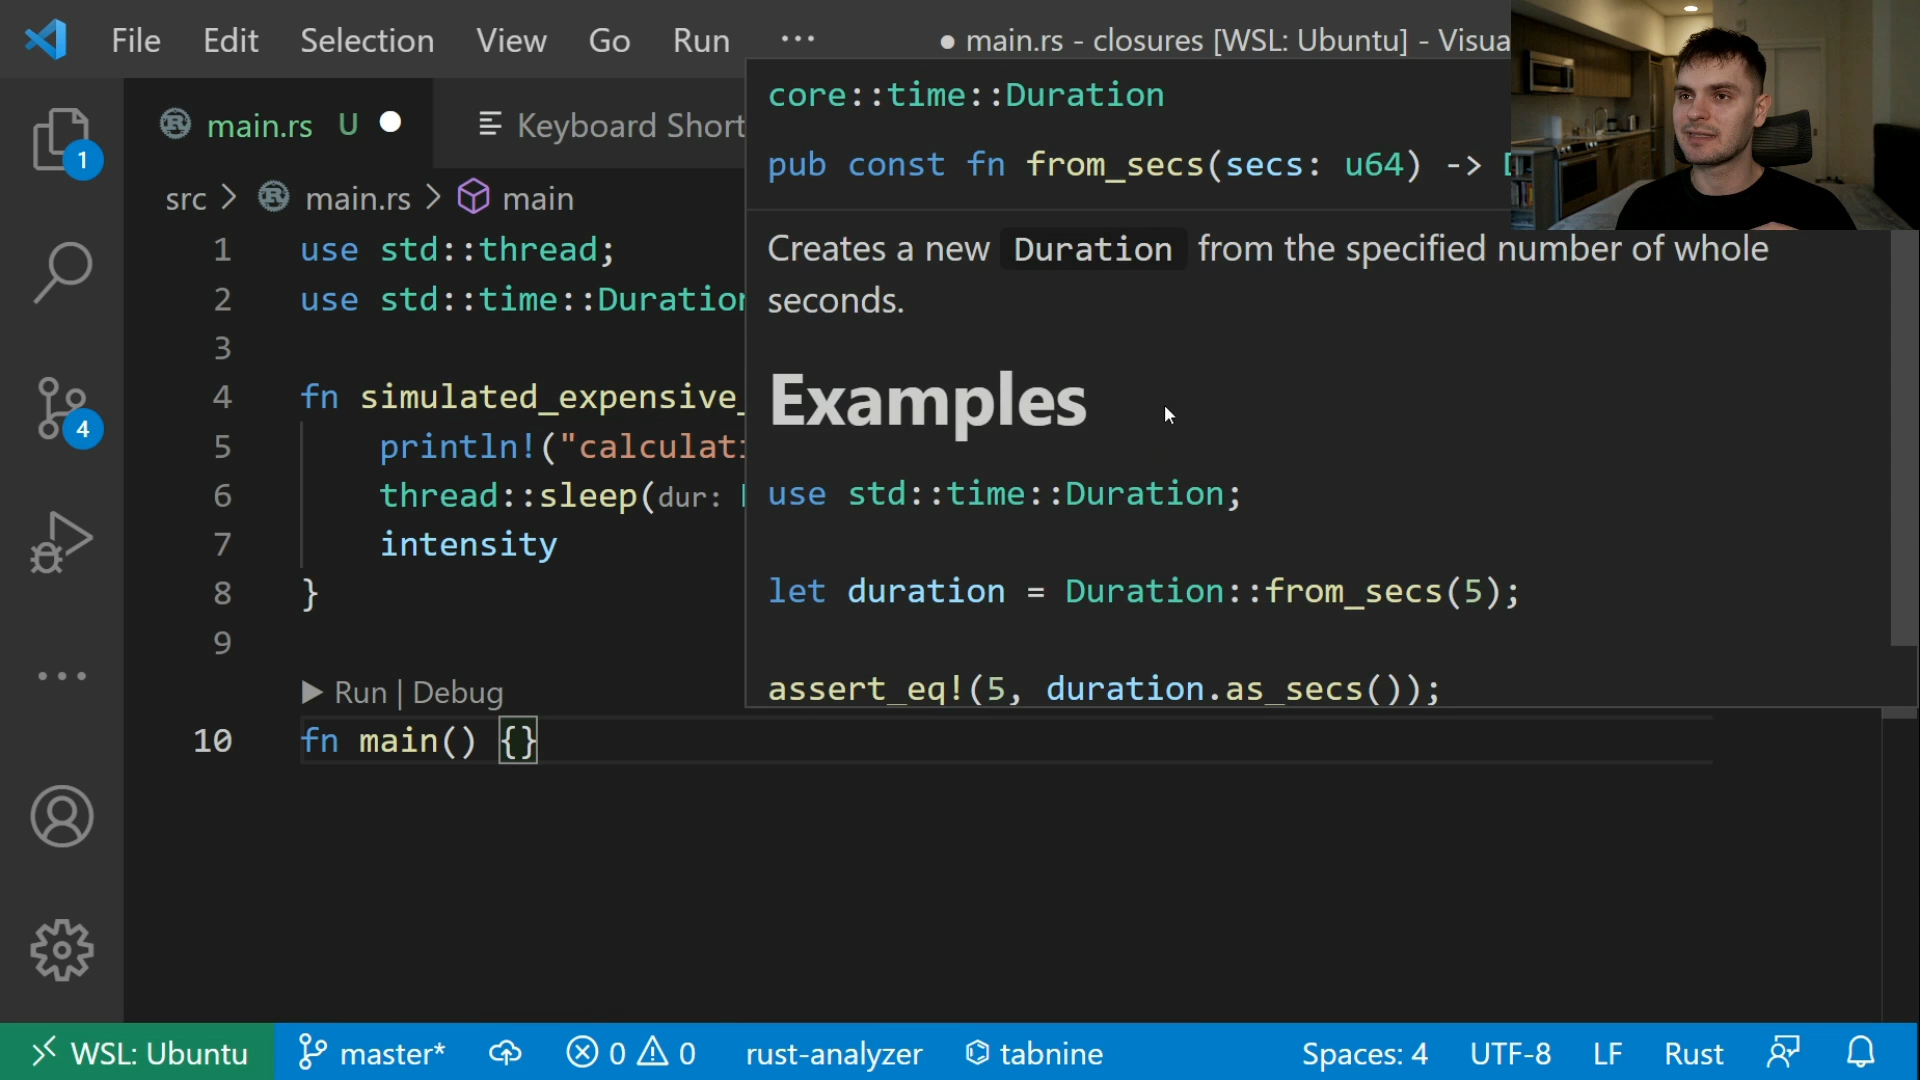 File Edit Selection View Go Run ···
● main.rs - closures [WSL: Ubuntu] - Visua
main.rs U ●
Keyboard Short
src > main.rs > main
1 use std::thread;
2 use std::time::Duration
3
4 fn simulated_expensive_
5 println!("calculati
6 thread::sleep(dur:
7 intensity
8 }
9
▶ Run | Debug
10 fn main() {}
core::time::Duration
pub const fn from_secs(secs: u64) ->
Creates a new Duration from the specified number of whole
seconds.
Examples
use std::time::Duration;
let duration = Duration::from_secs(5);
assert_eq!(5, duration.as_secs());
1
4
WSL: Ubuntu master* 0 0 rust-analyzer tabnine Spaces: 4 UTF-8 LF Rust